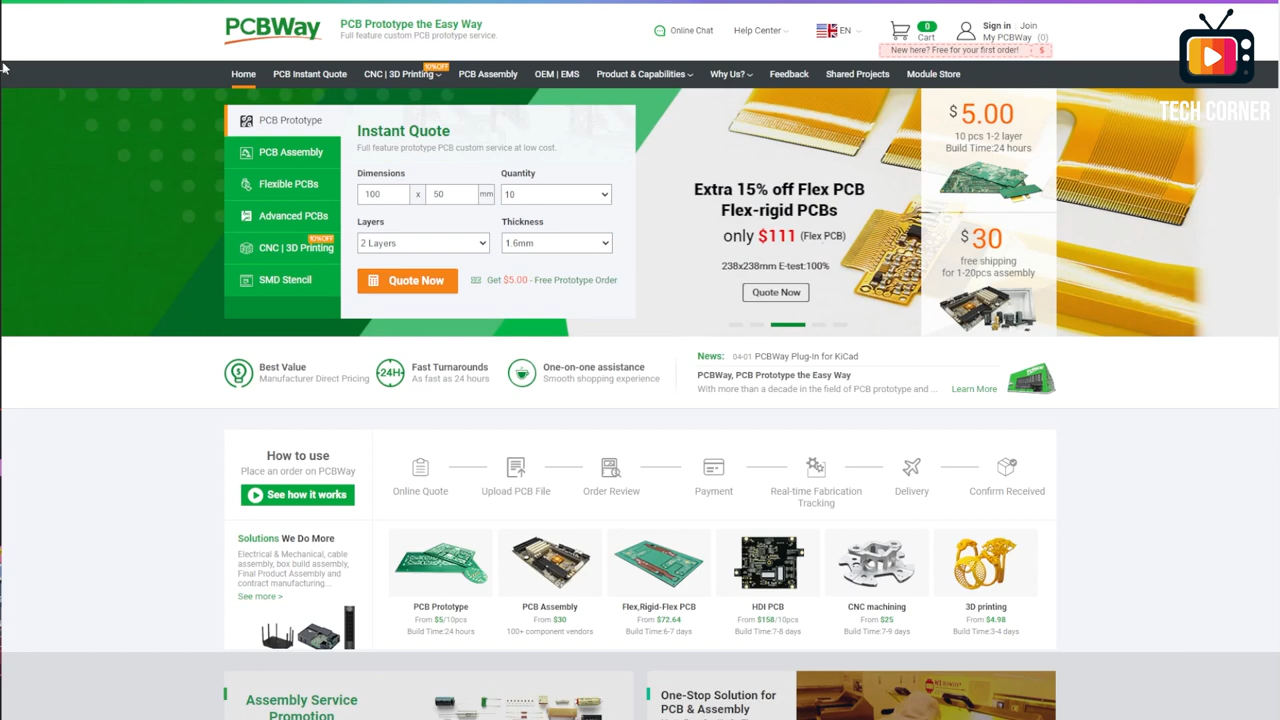 PCBWay
PCB Prototype the Easy Way
Full feature custom PCB prototype service.
Online Chat
Help Center
EN
0
Cart
Sign in | Join
My PCBWay (0)
New here? Free for your first order! - $
TECH CORNER
Home
PCB Instant Quote
CNC | 3D Printing
10%OFF
PCB Assembly
OEM | EMS
Product & Capabilities
Why Us?
Feedback
Shared Projects
Module Store
PCB Prototype
PCB Assembly
Flexible PCBs
Advanced PCBs
CNC | 3D Printing
10%OFF
SMD Stencil
Instant Quote
Full feature prototype PCB custom service at low cost.
Dimensions
Quantity
100 x 50 mm
10
Layers
Thickness
2 Layers
1.6mm
Quote Now
Get $5.00 - Free Prototype Order
Extra 15% off Flex PCB
Flex-rigid PCBs
only $111 (Flex PCB)
238x238mm E-test:100%
Quote Now
$5.00
10 pcs 1-2 layer
Build Time:24 hours
$30
free shipping
for 1-20pcs assembly
Best Value
Manufacturer Direct Pricing
24H
Fast Turnarounds
As fast as 24 hours
One-on-one assistance
Smooth shopping experience
News: 04-01 PCBWay Plug-In for KiCad
PCBWay, PCB Prototype the Easy Way
With more than a decade in the field of PCB prototype and ... Learn More
How to use
Place an order on PCBWay
See how it works
Online Quote
Upload PCB File
Order Review
Payment
Real-time Fabrication
Tracking
Delivery
Confirm Received
Solutions We Do More
Electrical & Mechanical, cable
assembly, box build assembly,
Final Product Assembly and
contract manufacturing...
See more >
PCB Prototype
From $5/10pcs
Build Time:24 hours
PCB Assembly
From $30
100+ component vendors
Flex,Rigid-Flex PCB
From $72.64
Build Time:6-7 days
HDI PCB
From $158/10pcs
Build Time:7-8 days
CNC machining
From $25
Build Time:7-9 days
3D printing
From $4.98
Build Time:3-4 days
Assembly Service
Promotion
One-Stop Solution for
PCB & Assembly